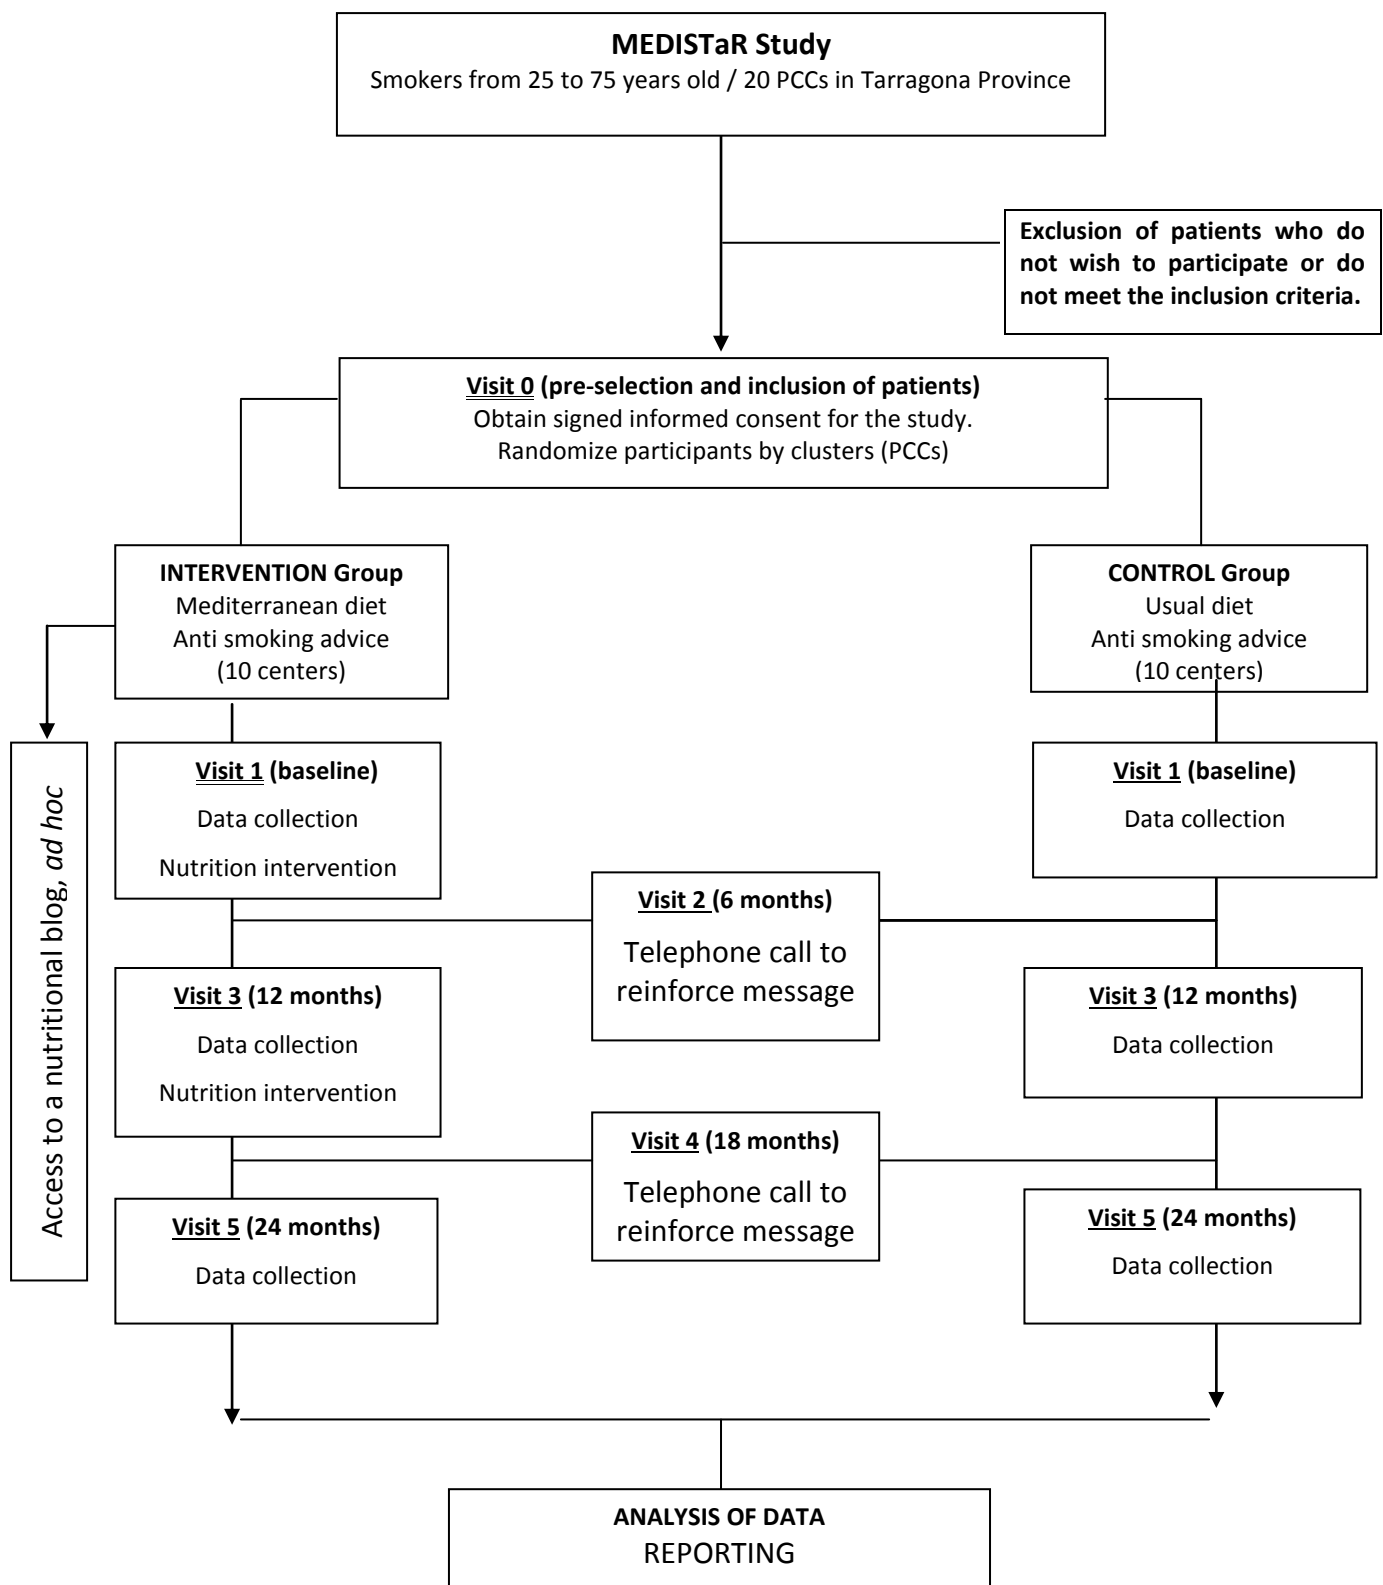 MEDISTaR Study
Smokers from 25 to 75 years old / 20 PCCs in Tarragona Province
Exclusion of patients who do
not wish to participate or do
not meet the inclusion criteria.
Visit 0 (pre-selection and inclusion of patients)
Obtain signed informed consent for the study.
Randomize participants by clusters (PCCs)
INTERVENTION Group
Mediterranean diet
Anti smoking advice
(10 centers)
CONTROL Group
Usual diet
Anti smoking advice
(10 centers)
Access to a nutritional blog, ad hoc
Visit 1 (baseline)
Data collection
Nutrition intervention
Visit 1 (baseline)
Data collection
Visit 2 (6 months)
Telephone call to
reinforce message
Visit 3 (12 months)
Data collection
Nutrition intervention
Visit 3 (12 months)
Data collection
Visit 4 (18 months)
Telephone call to
reinforce message
Visit 5 (24 months)
Data collection
Visit 5 (24 months)
Data collection
ANALYSIS OF DATA
REPORTING